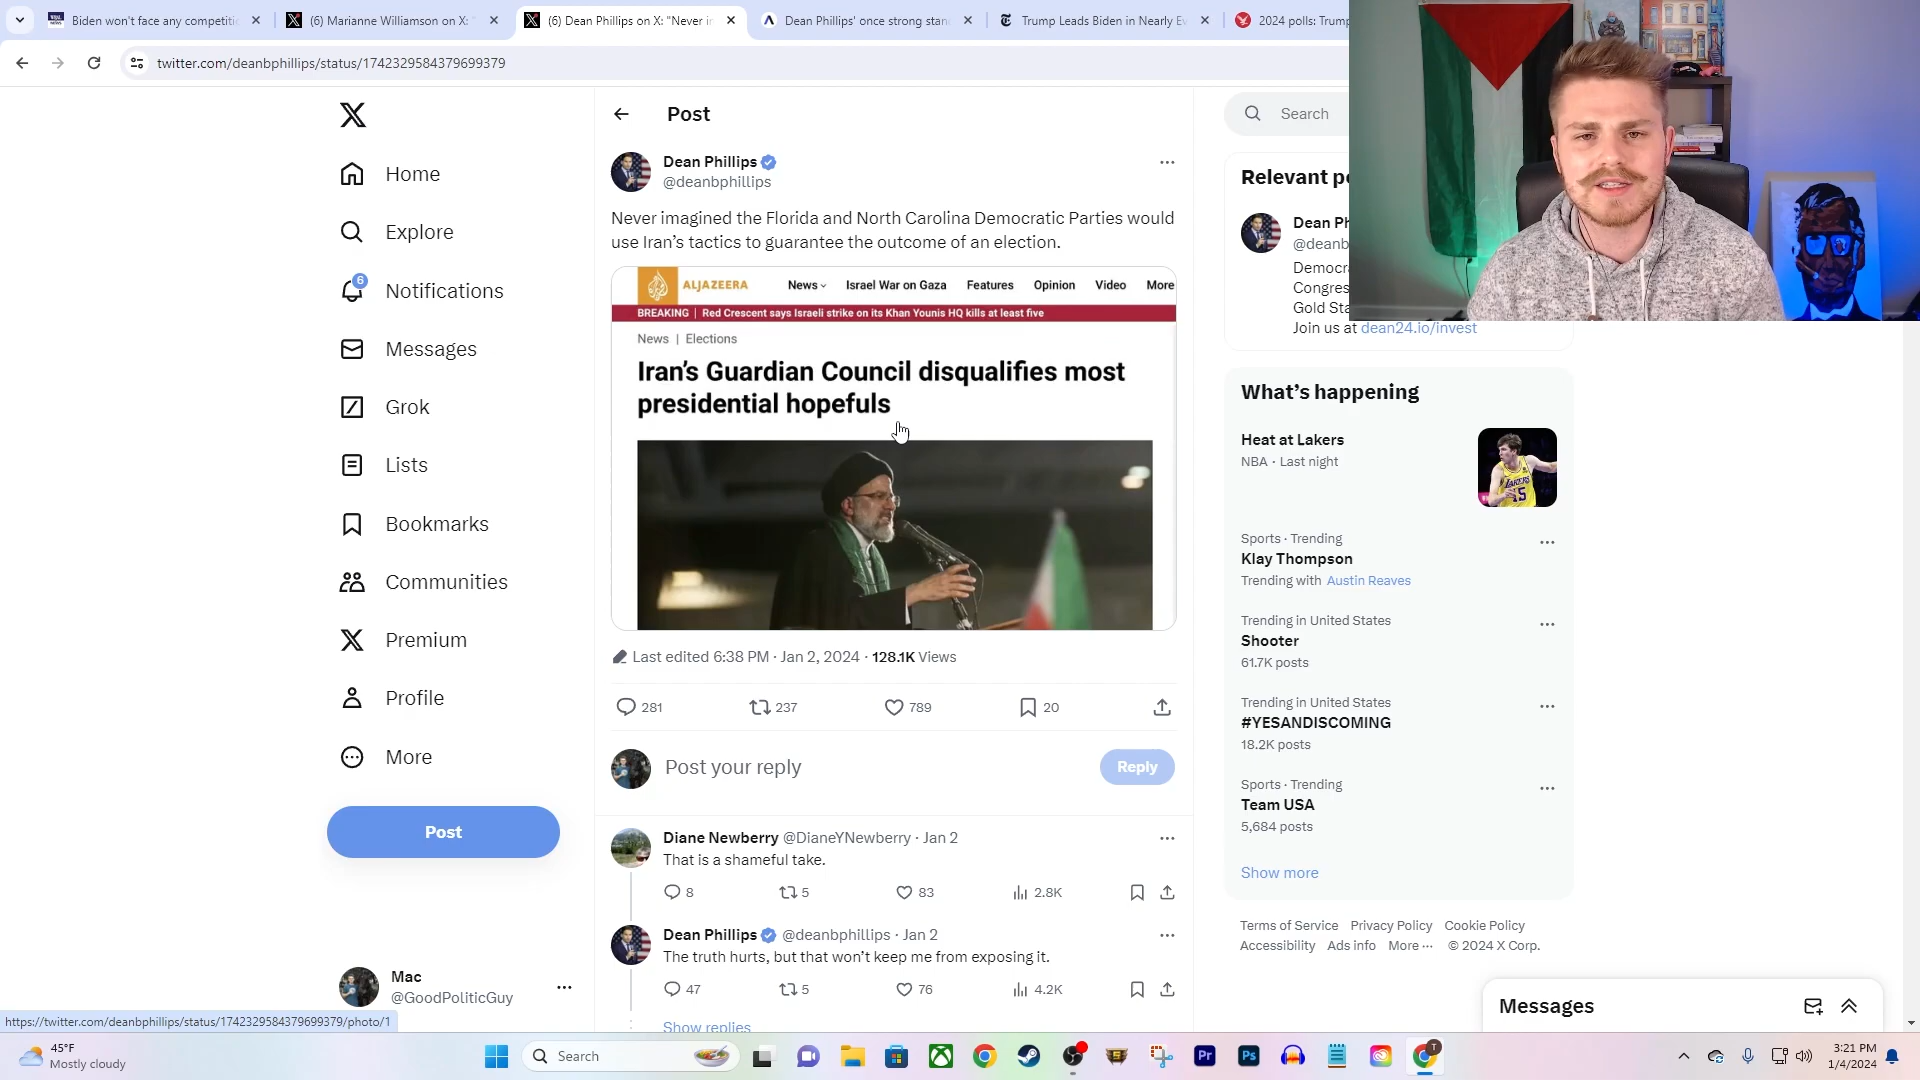 Biden won't face any competiti
(6) Marianne Williamson on X: "
(6) Dean Phillips on X: "Never i
Dean Phillips' once strong stan
Trump Leads Biden in Nearly Ev
2024 polls: Trump
twitter.com/deanbphillips/status/1742329584379699379
Home
Explore
6
Notifications
Messages
Grok
Lists
Bookmarks
Communities
Premium
Profile
More
Post
Mac
@GoodPoliticGuy
https://twitter.com/deanbphillips/status/1742329584379699379/photo/1
Post
Dean Phillips
@deanbphillips
Never imagined the Florida and North Carolina Democratic Parties would
use Iran's tactics to guarantee the outcome of an election.
ALJAZEERA News Israel War on Gaza Features Opinion Video More
BREAKING | Red Crescent says Israeli strike on its Khan Younis HQ kills at least five
News | Elections
Iran's Guardian Council disqualifies most
presidential hopefuls
Last edited 6:38 PM · Jan 2, 2024 · 128.1K Views
281 237 789 20
Post your reply
Reply
Diane Newberry @DianeYNewberry · Jan 2
That is a shameful take.
8 5 83 2.8K
Dean Phillips @deanbphillips · Jan 2
The truth hurts, but that won't keep me from exposing it.
47 5 76 4.2K
Show replies
Search
Relevant pe
Dean Ph
@deanb
Democra
Congres
Gold Sta
Join us at dean24.io/invest
What's happening
Heat at Lakers
NBA · Last night
LAKERS
15
Sports · Trending
Klay Thompson
Trending with Austin Reaves
Trending in United States
Shooter
61.7K posts
Trending in United States
#YESANDISCOMING
18.2K posts
Sports · Trending
Team USA
5,684 posts
Show more
Terms of Service Privacy Policy Cookie Policy
Accessibility Ads info More ··· © 2024 X Corp.
Messages
45°F
Mostly cloudy
Search
Pr
Ps
T
3:21 PM
1/4/2024